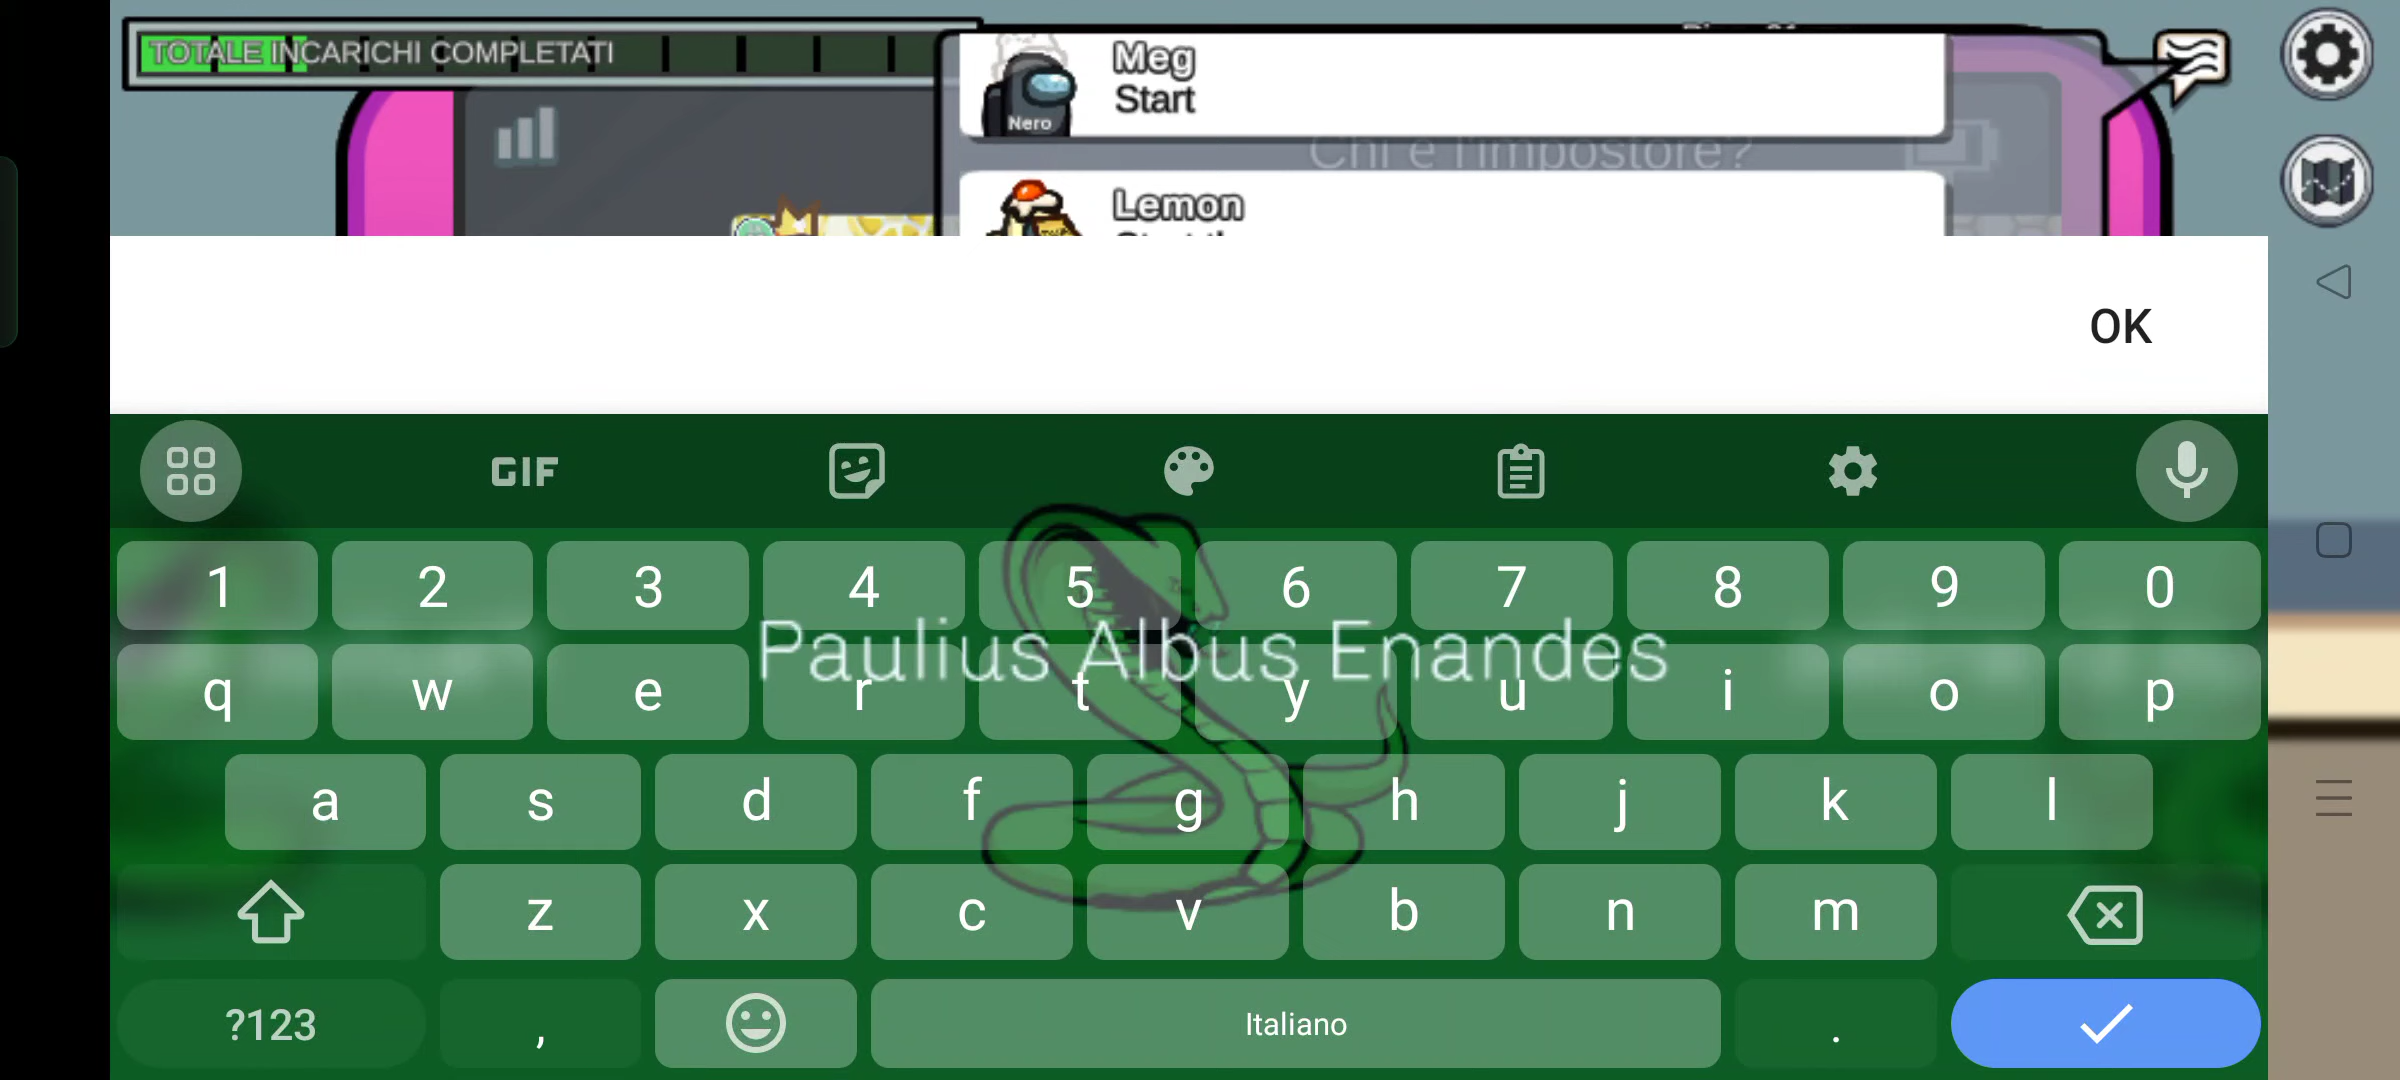 TOTALE INCARICHI COMPLETATI
Meg
Start
Nero
Chi è l'impostore?
Lemon
OK
GIF
1 2 3 4 5 6 7 8 9 0
Paulius Albus Enandes
q w e r t y u i o p
a s d f g h j k l
z x c v b n m
?123 , Italiano .